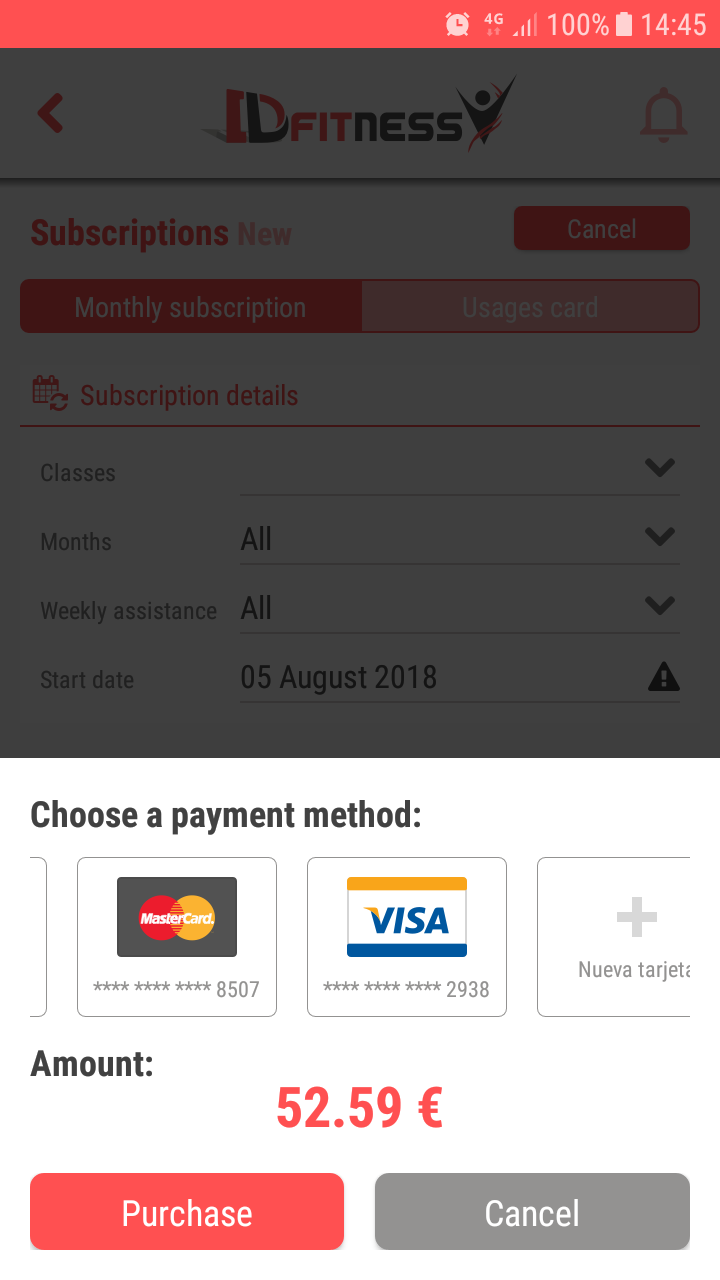 4G 100% 14:45
IDFITNESS
Subscriptions New
Cancel
Monthly subscription
Usages card
Subscription details
Classes
Months All
Weekly assistance All
Start date 05 August 2018
Choose a payment method:
MasterCard.
VISA
**** **** **** 8507
**** **** **** 2938
Nueva tarjeta
Amount:
52.59 €
Purchase
Cancel